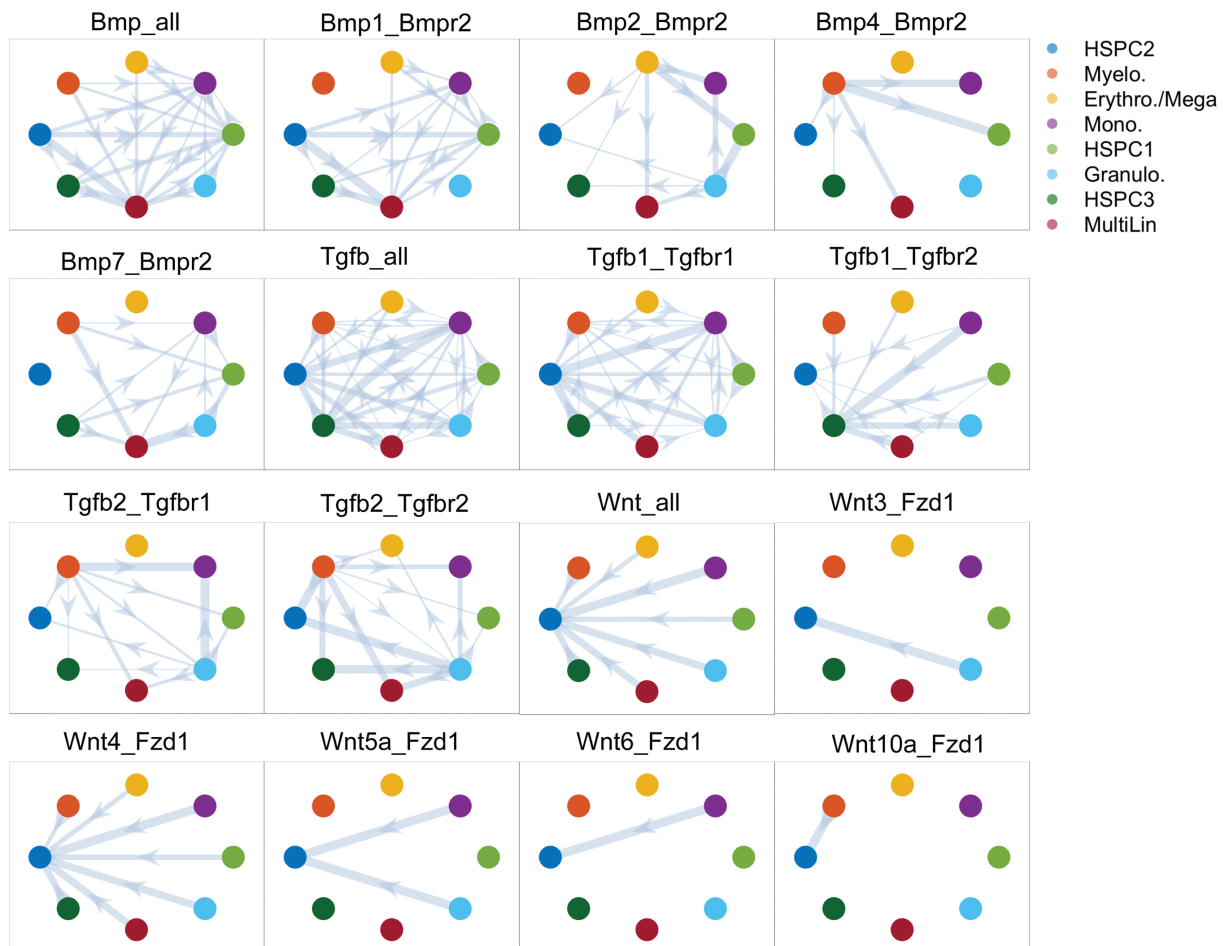 Bmp_all
Bmp1_Bmpr2
Bmp2_Bmpr2
Bmp4_Bmpr2
HSPC2
Myelo.
Erythro./Mega
Mono.
HSPC1
Granulo.
HSPC3
MultiLin
Bmp7_Bmpr2
Tgfb_all
Tgfb1_Tgfbr1
Tgfb1_Tgfbr2
Tgfb2_Tgfbr1
Tgfb2_Tgfbr2
Wnt_all
Wnt3_Fzd1
Wnt4_Fzd1
Wnt5a_Fzd1
Wnt6_Fzd1
Wnt10a_Fzd1